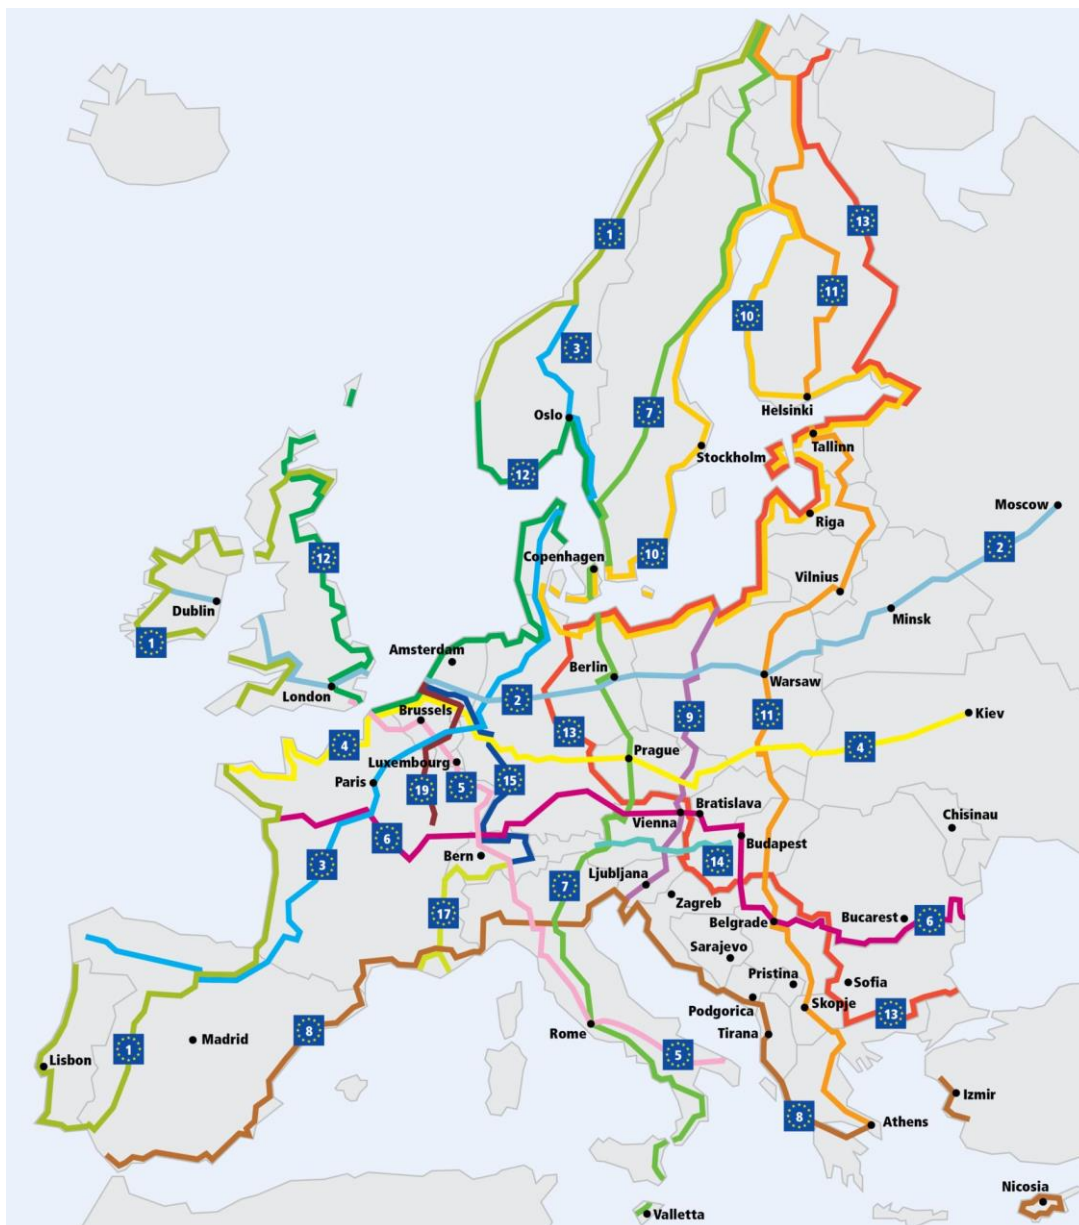 1
13
11
10
3
Helsinki
Oslo
7
Tallinn
Stockholm
12
Moscow
Riga
2
12
Copenhagen
10
Vilnius
Dublin
Minsk
1
Amsterdam
Berlin
Warsaw
London
2
Brussels
9
11
Kiev
13
4
4
Prague
Luxembourg
Paris
19
5
15
Bratislava
Chisinau
Vienna
6
Budapest
Bern
3
14
Ljubljana
7
Zagreb
17
Bucarest
6
Belgrade
Sarajevo
Pristina
Sofia
Podgorica
Skopje
13
8
Rome
Tirana
Madrid
1
5
Lisbon
Izmir
8
Athens
Nicosia
Valletta